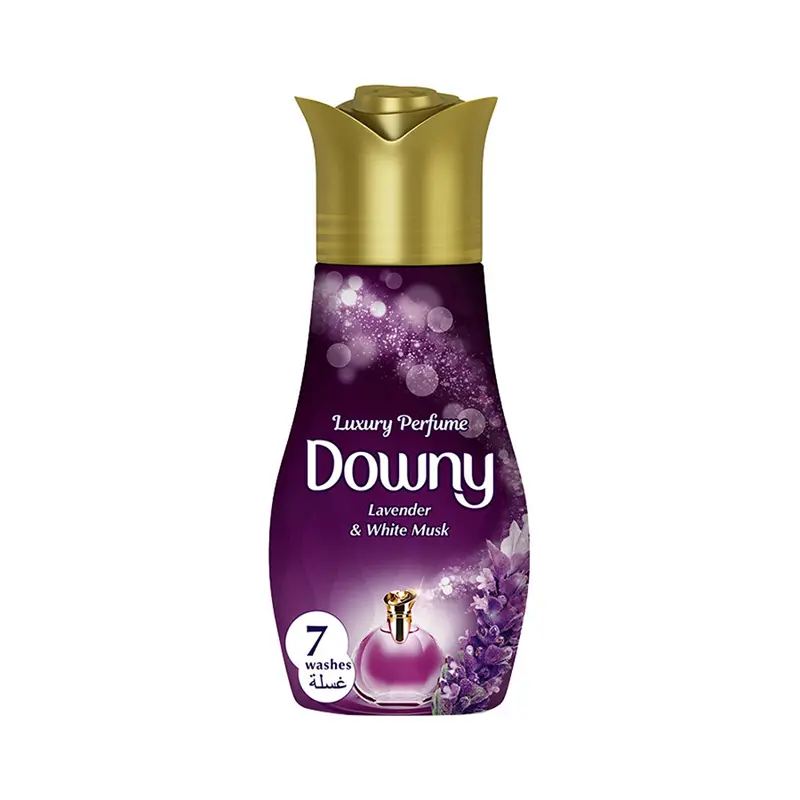 Luxury Perfume
Downy
Lavender
& White Musk
7
washes
غسلة